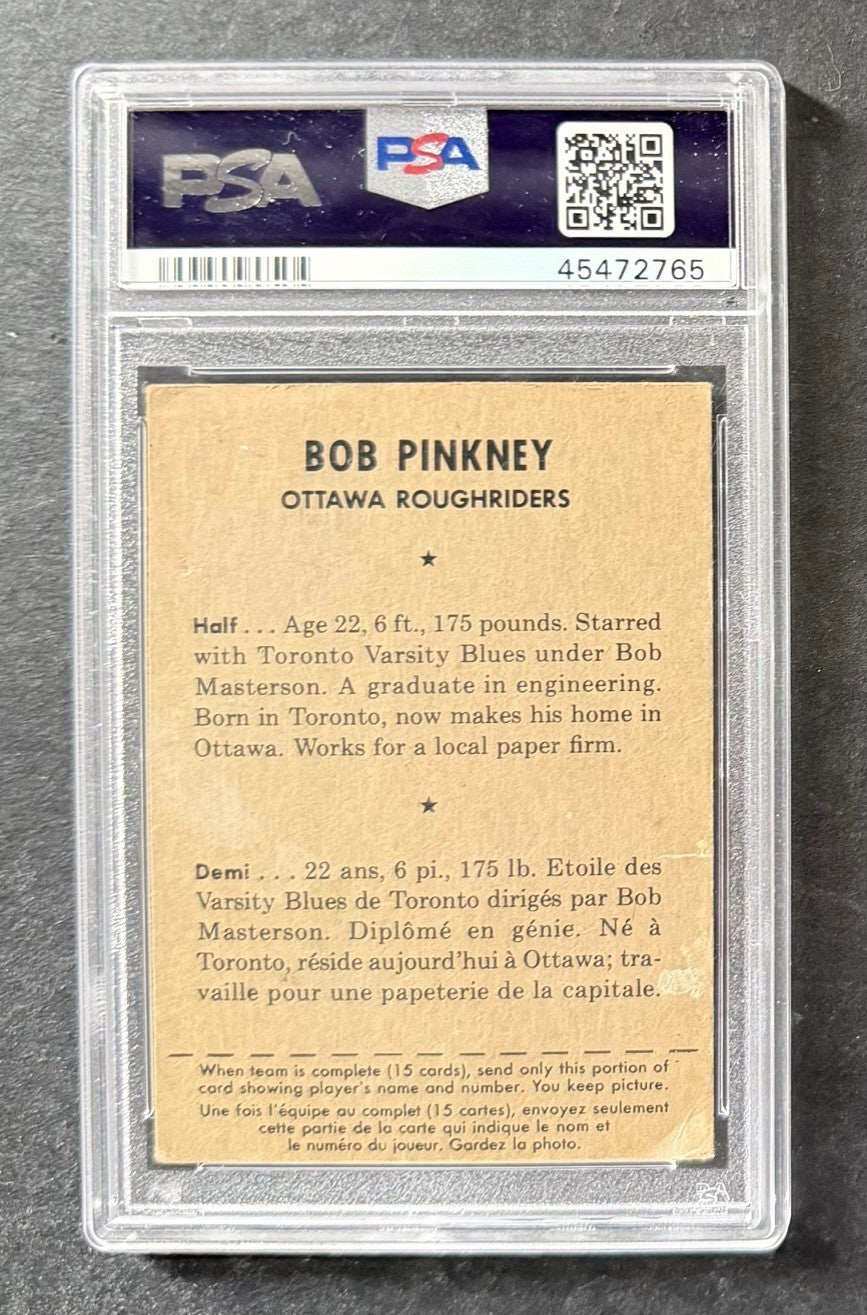 PSA
PSA
45472765
BOB PINKNEY
OTTAWA ROUGHRIDERS
Half . . . Age 22, 6 ft., 175 pounds. Starred
with Toronto Varsity Blues under Bob
Masterson. A graduate in engineering.
Born in Toronto, now makes his home in
Ottawa. Works for a local paper firm.
Demi . . . 22 ans, 6 pi., 175 lb. Etoile des
Varsity Blues de Toronto dirigés par Bob
Masterson. Diplômé en génie. Né à
Toronto, réside aujourd'hui à Ottawa; tra-
vaille pour une papeterie de la capitale.
When team is complete (15 cards), send only this portion of
card showing player's name and number. You keep picture.
Une fois l'équipe au complet (15 cartes), envoyez seulement
cette partie de la carte qui indique le nom et
le numéro du joueur. Gardez la photo.
PSA